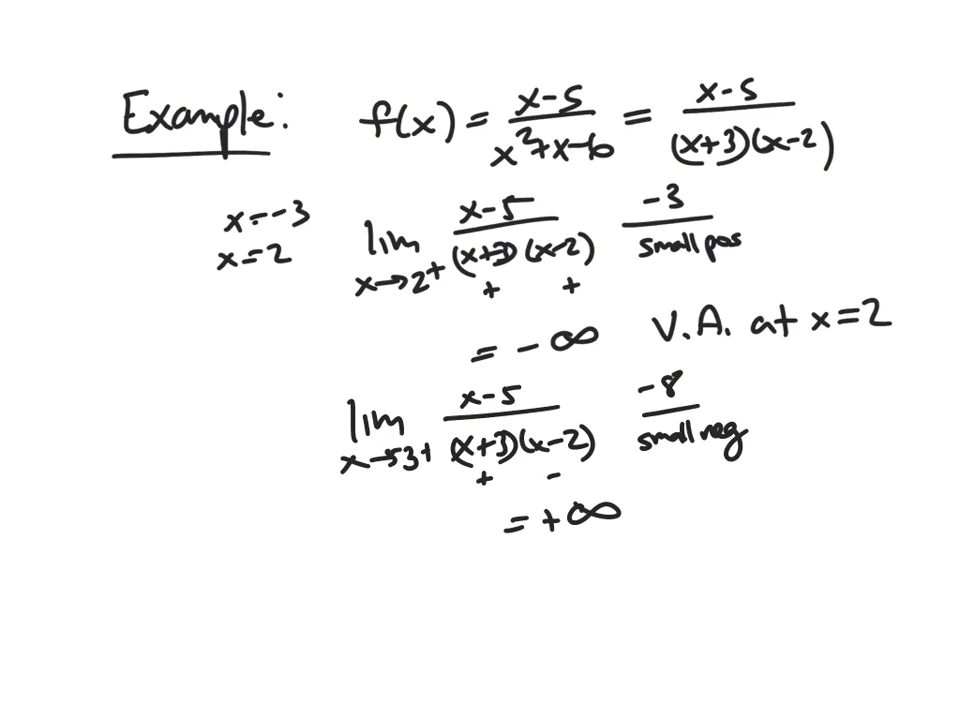 Example: f(x) = x-5 / x²+x-6 = x-5 / (x+3)(x-2)
x=-3
x=2
lim x→2+ x-5 / (x+3)(x-2) -3 / small pos
+ +
= -∞ V.A. at x=2
lim x→-3+ x-5 / (x+3)(x-2) -8 / small neg
+ -
= +∞